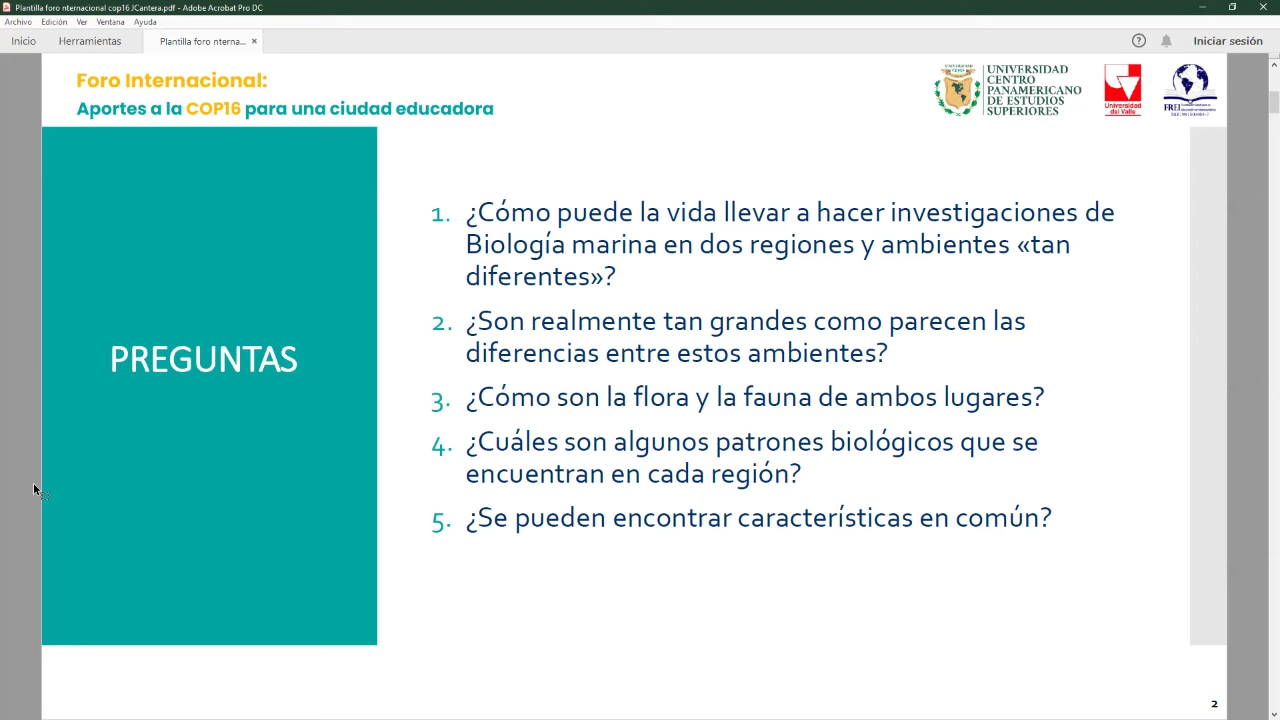 Plantilla foro nternacional cop16 JCantera.pdf - Adobe Acrobat Pro DC
Archivo Edición Ver Ventana Ayuda
Inicio Herramientas Plantilla foro nterna... × Iniciar sesión
Foro Internacional:
Aportes a la COP16 para una ciudad educadora
UNIVERSIDAD
CENTRO
PANAMERICANO
DE ESTUDIOS
SUPERIORES
Universidad
del Valle
FREI
PREGUNTAS
1. ¿Cómo puede la vida llevar a hacer investigaciones de
Biología marina en dos regiones y ambientes «tan
diferentes»?
2. ¿Son realmente tan grandes como parecen las
diferencias entre estos ambientes?
3. ¿Cómo son la flora y la fauna de ambos lugares?
4. ¿Cuáles son algunos patrones biológicos que se
encuentran en cada región?
5. ¿Se pueden encontrar características en común?
2